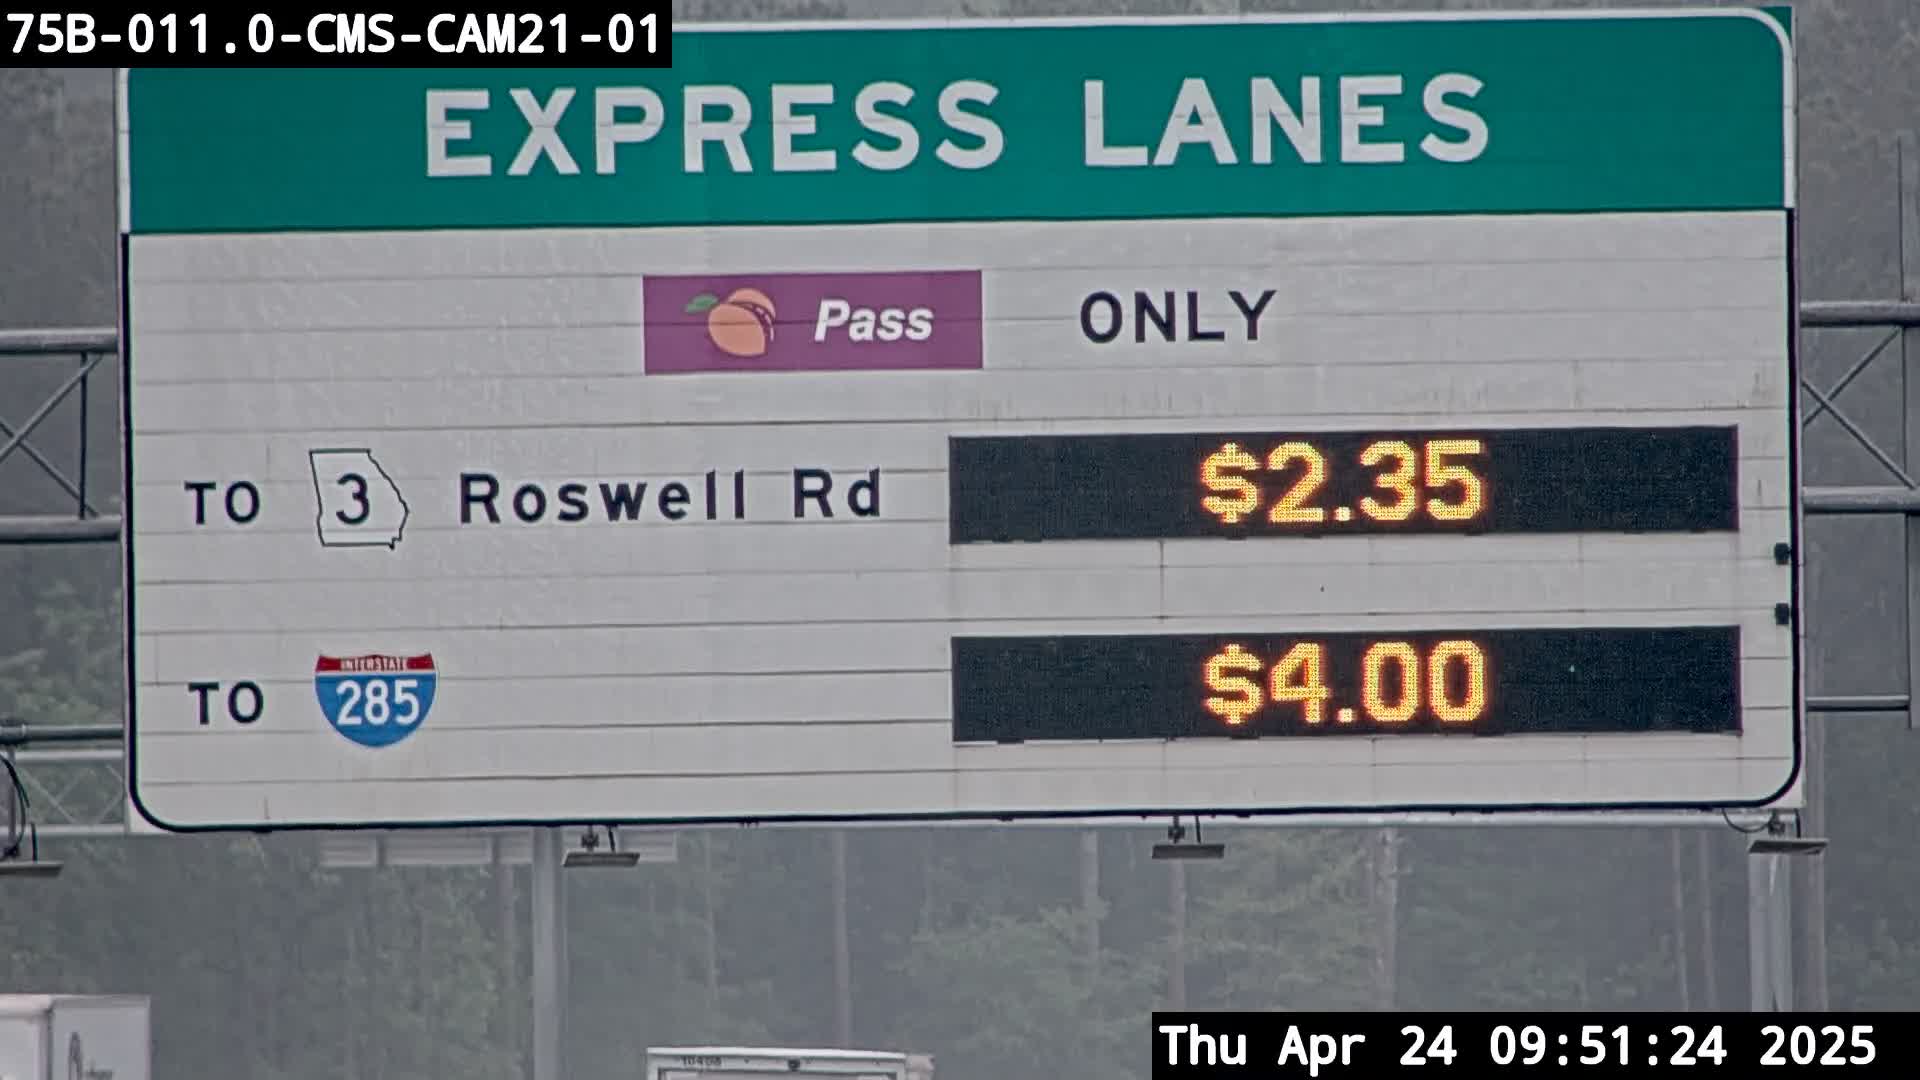 75B-011.0-CMS-CAM21-01
EXPRESS LANES
Pass ONLY
TO 3 Roswell Rd $2.35
INTERSTATE
TO 285 $4.00
Thu Apr 24 09:51:24 2025